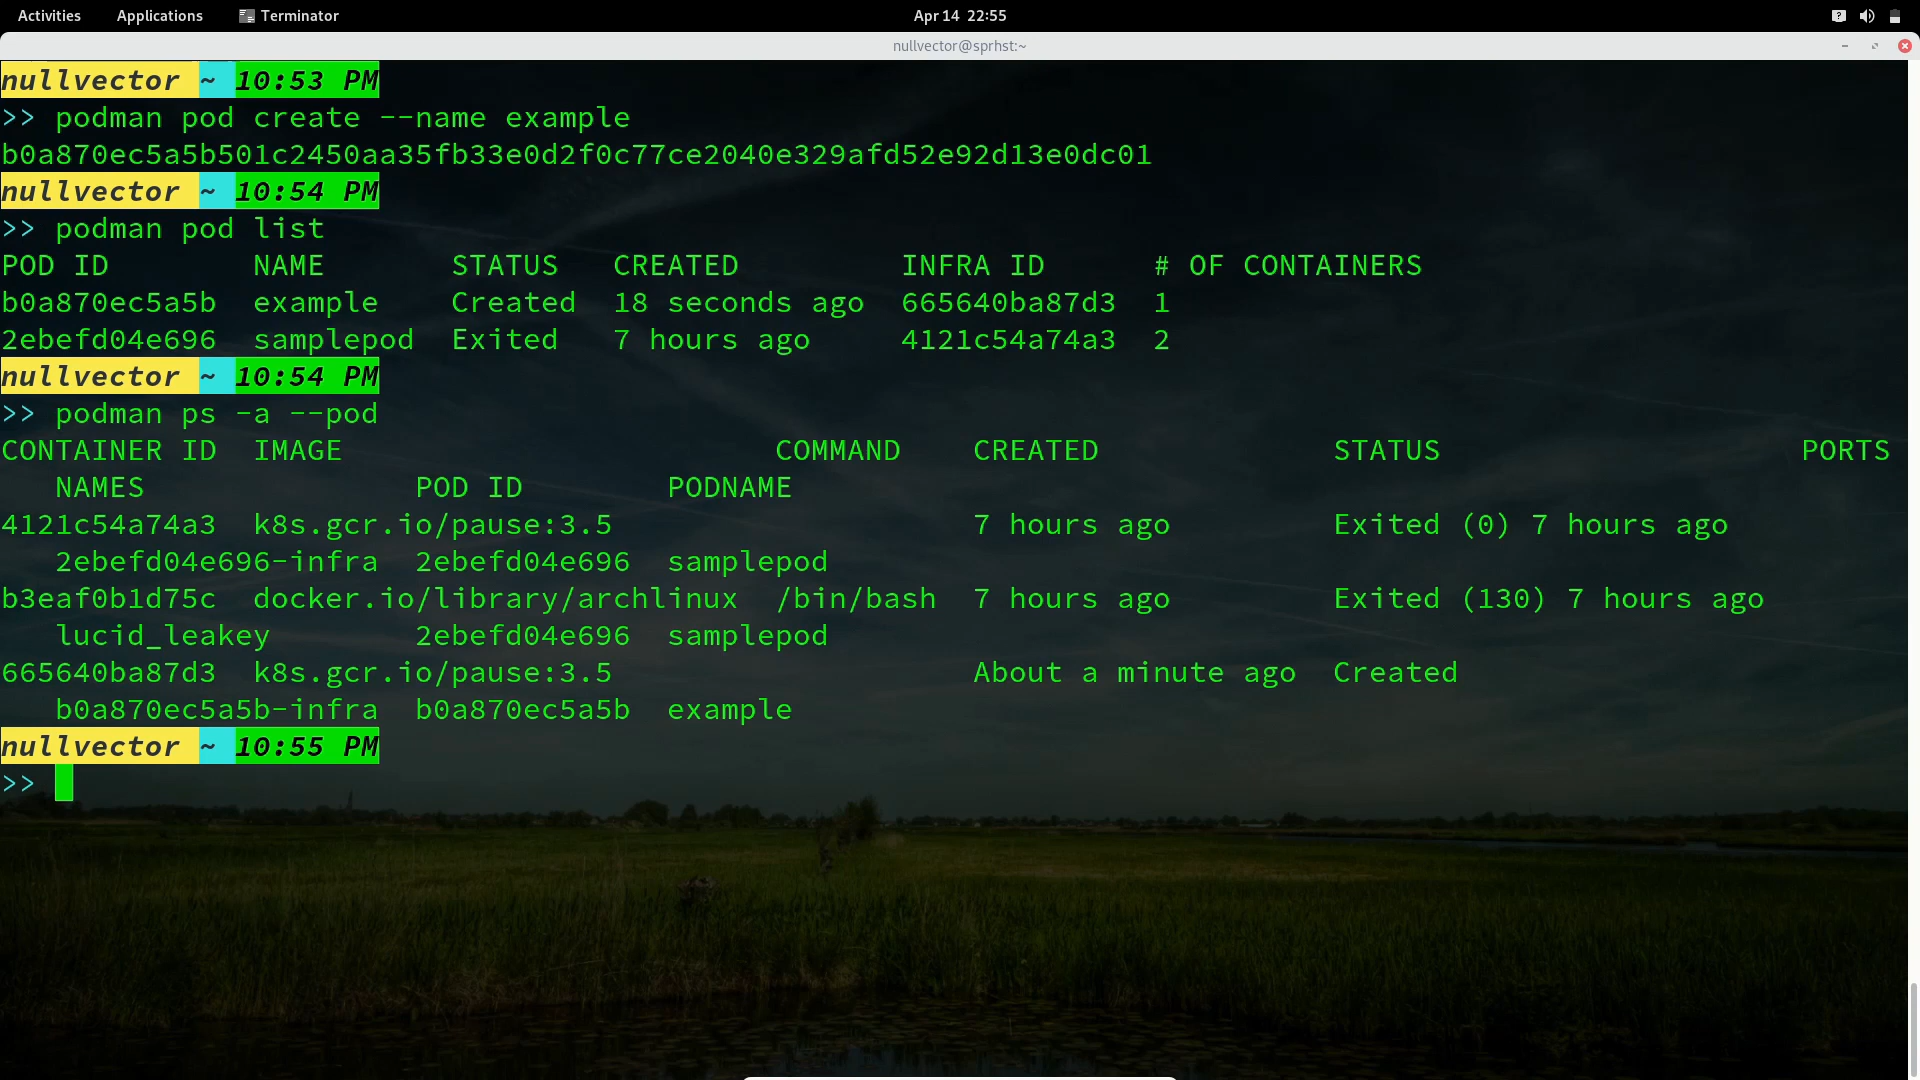 Activities Applications Terminator Apr 14 22:55
nullvector@sprhst:~
nullvector ~ 10:53 PM
>> podman pod create --name example
b0a870ec5a5b501c2450aa35fb33e0d2f0c77ce2040e329afd52e92d13e0dc01
nullvector ~ 10:54 PM
>> podman pod list
POD ID NAME STATUS CREATED INFRA ID # OF CONTAINERS
b0a870ec5a5b example Created 18 seconds ago 665640ba87d3 1
2ebefd04e696 samplepod Exited 7 hours ago 4121c54a74a3 2
nullvector ~ 10:54 PM
>> podman ps -a --pod
CONTAINER ID IMAGE COMMAND CREATED STATUS PORTS
NAMES POD ID PODNAME
4121c54a74a3 k8s.gcr.io/pause:3.5 7 hours ago Exited (0) 7 hours ago
2ebefd04e696-infra 2ebefd04e696 samplepod
b3eaf0b1d75c docker.io/library/archlinux /bin/bash 7 hours ago Exited (130) 7 hours ago
lucid_leakey 2ebefd04e696 samplepod
665640ba87d3 k8s.gcr.io/pause:3.5 About a minute ago Created
b0a870ec5a5b-infra b0a870ec5a5b example
nullvector ~ 10:55 PM
>>